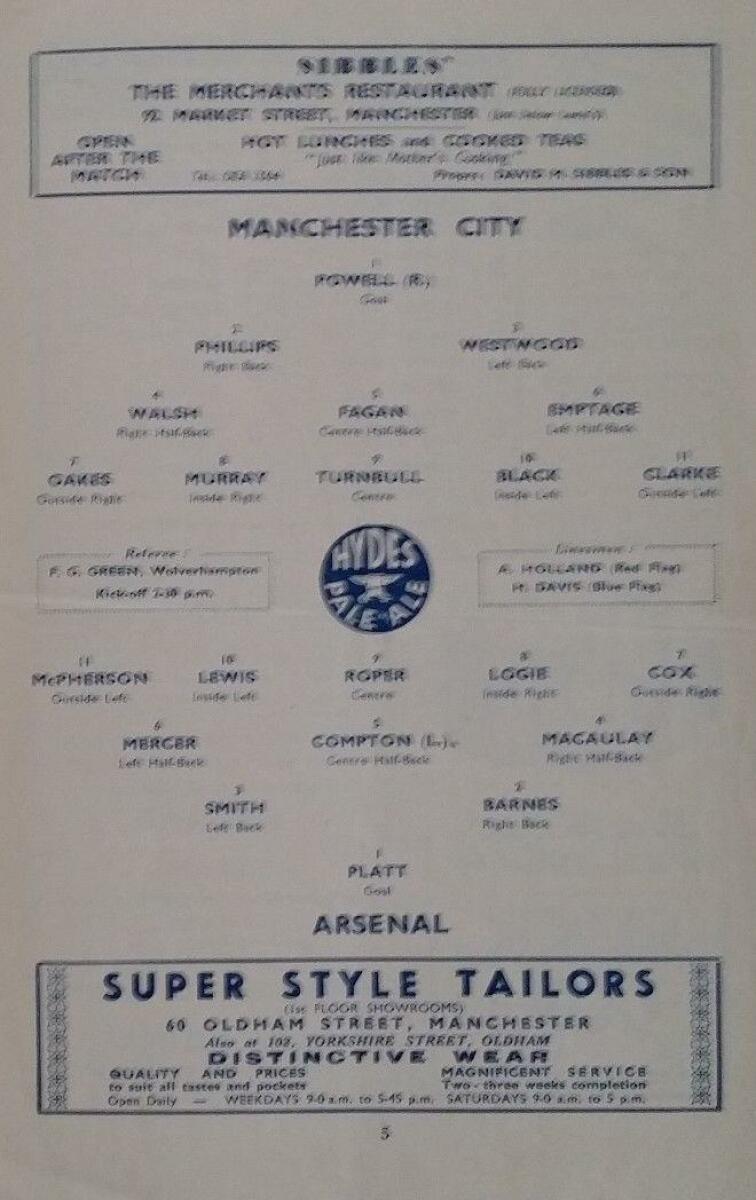 SIBBLES'
THE MERCHANTS RESTAURANT (FULLY LICENSED)
92 MARKET STREET, MANCHESTER
OPEN AFTER THE MATCH
HOT LUNCHES and COOKED TEAS
"Just like Mother's Cooking"
Tel.:
Props.: DAVID M. SIBBLES & SON
MANCHESTER CITY
1
POWELL (R.)
Goal
2 3
PHILLIPS WESTWOOD
Right Back Left Back
4 5 6
WALSH FAGAN EMPTAGE
Right Half-Back Centre Half-Back Left Half-Back
7 8 9 10 11
OAKES MURRAY TURNBULL BLACK CLARKE
Outside Right Inside Right Centre Inside Left Outside Left
Referee :
F. G. GREEN, Wolverhampton
Kick-off p.m.
HYDES
PALE ALE
Linesmen :
A. HOLLAND (Red Flag)
H. DAVIS (Blue Flag)
11 10 9 8 7
McPHERSON LEWIS ROPER LOGIE COX
Outside Left Inside Left Centre Inside Right Outside Right
6 5 4
MERCER COMPTON (L.) MACAULAY
Left Half-Back Centre Half-Back Right Half-Back
3 2
SMITH BARNES
Left Back Right Back
1
PLATT
Goal
ARSENAL
SUPER STYLE TAILORS
(1st FLOOR SHOWROOMS)
60 OLDHAM STREET, MANCHESTER
Also at 102, YORKSHIRE STREET, OLDHAM
DISTINCTIVE WEAR
QUALITY AND PRICES MAGNIFICENT SERVICE
to suit all tastes and pockets Two - three weeks completion
Open Daily — WEEKDAYS 9-0 a.m. to 5-45 p.m. SATURDAYS 9-0 a.m. to 5 p.m.
5